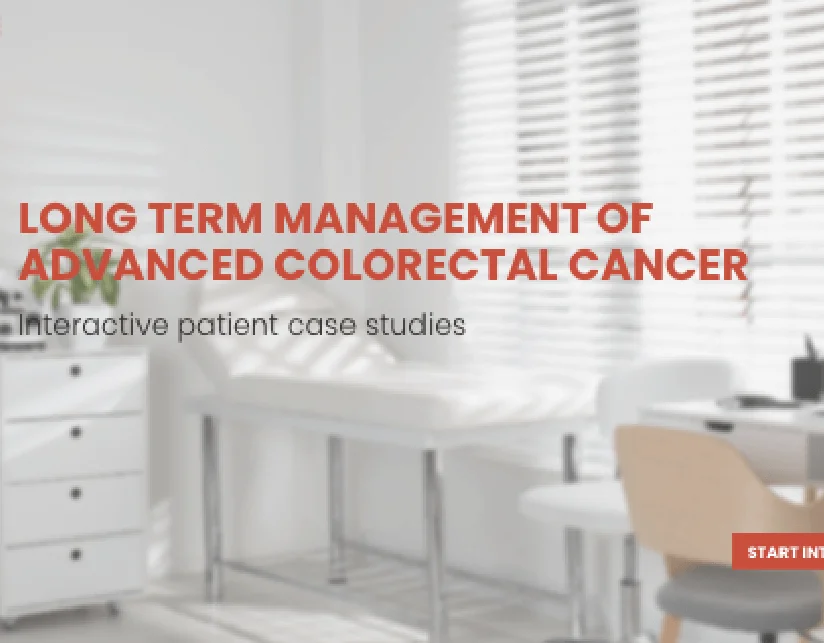 LONG TERM MANAGEMENT OF
ADVANCED COLORECTAL CANCER
Interactive patient case studies
START INT